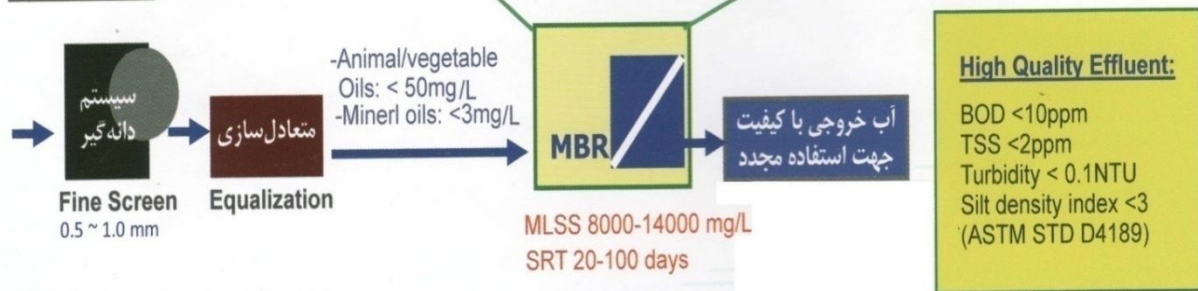 سیستم
دانه‌گیر
Fine Screen
0.5 ~ 1.0 mm
متعادل‌سازی
Equalization
-Animal/vegetable
Oils: < 50mg/L
-Minerl oils: <3mg/L
MBR
MLSS 8000-14000 mg/L
SRT 20-100 days
آب خروجی با کیفیت
جهت استفاده مجدد
High Quality Effluent:
BOD <10ppm
TSS <2ppm
Turbidity < 0.1NTU
Silt density index <3
(ASTM STD D4189)